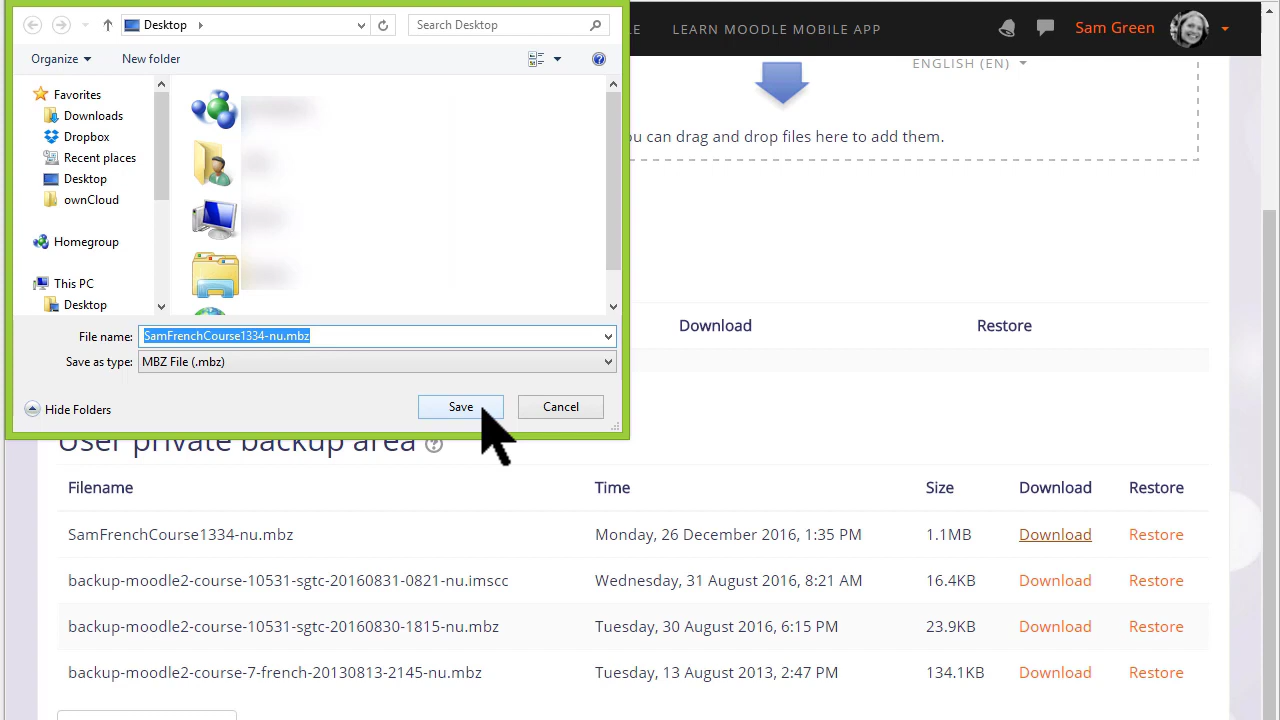 Desktop
Search Desktop
Organize
New folder
Favorites
Downloads
Dropbox
Recent places
Desktop
ownCloud
Homegroup
This PC
Desktop
File name: SamFrenchCourse1334-nu.mbz
Save as type: MBZ File (.mbz)
Hide Folders
Save
Cancel
LE LEARN MOODLE MOBILE APP
Sam Green
ENGLISH (EN)
ou can drag and drop files here to add them.
Download Restore
User private backup area
Filename Time Size Download Restore
SamFrenchCourse1334-nu.mbz Monday, 26 December 2016, 1:35 PM 1.1MB Download Restore
backup-moodle2-course-10531-sgtc-20160831-0821-nu.imscc Wednesday, 31 August 2016, 8:21 AM 16.4KB Download Restore
backup-moodle2-course-10531-sgtc-20160830-1815-nu.mbz Tuesday, 30 August 2016, 6:15 PM 23.9KB Download Restore
backup-moodle2-course-7-french-20130813-2145-nu.mbz Tuesday, 13 August 2013, 2:47 PM 134.1KB Download Restore